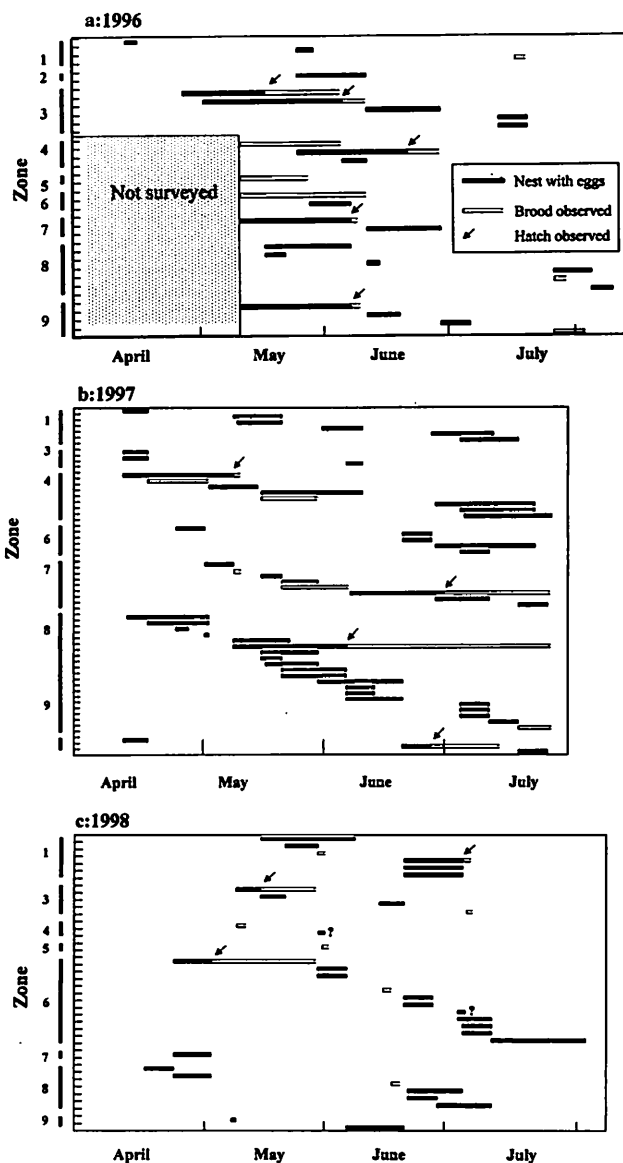 a:1996
1
2
3
4
5
6
7
8
9
Zone
Not surveyed
Nest with eggs
Brood observed
Hatch observed
April May June July
b:1997
1
3
4
6
7
8
9
Zone
April May June July
c:1998
1
3
4
5
6
7
8
9
Zone
?
?
April May June July